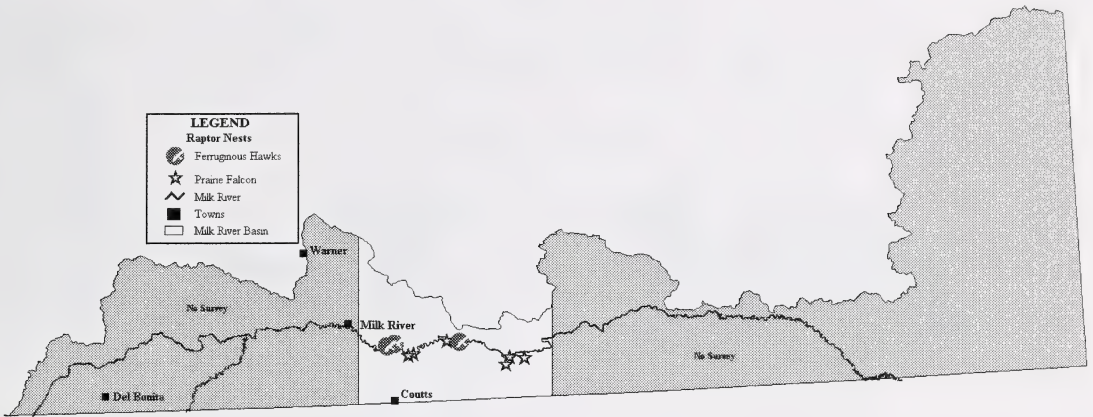 LEGEND
Raptor Nests
Ferruginous Hawks
Prairie Falcon
Milk River
Towns
Milk River Basin
Warner
No Survey
Milk River
No Survey
Del Bonita
Coutts